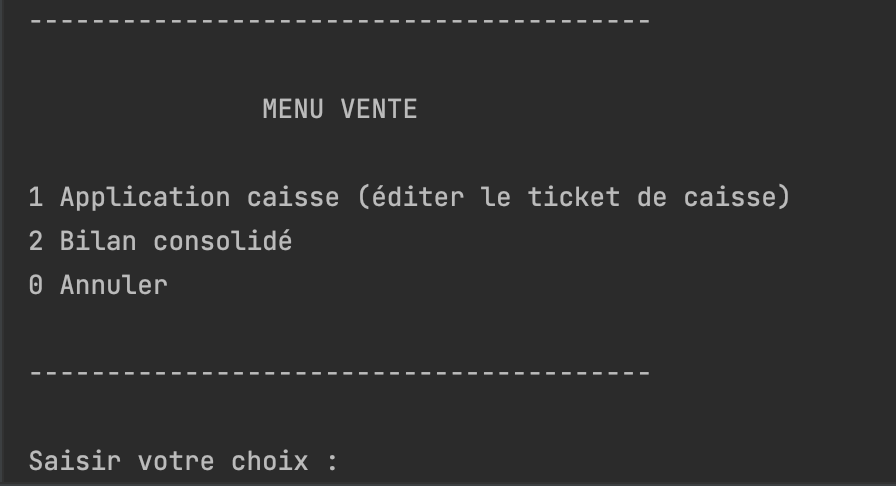 ----------------------------------------
MENU VENTE
1 Application caisse (éditer le ticket de caisse)
2 Bilan consolidé
0 Annuler
----------------------------------------
Saisir votre choix :